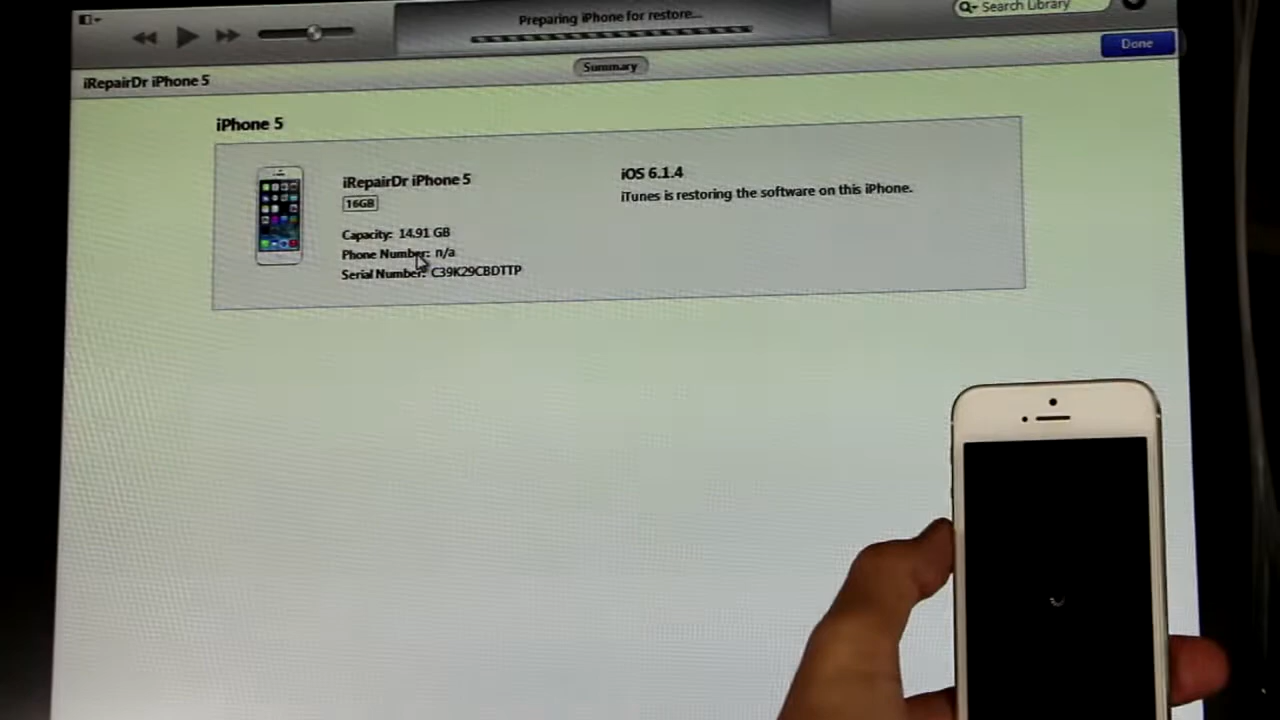 Preparing iPhone for restore...
Search Library
Done
Summary
iRepairDr iPhone 5
iPhone 5
iRepairDr iPhone 5
16GB
Capacity: 14.91 GB
Phone Number: n/a
Serial Number: C39K29CBDTTP
iOS 6.1.4
iTunes is restoring the software on this iPhone.